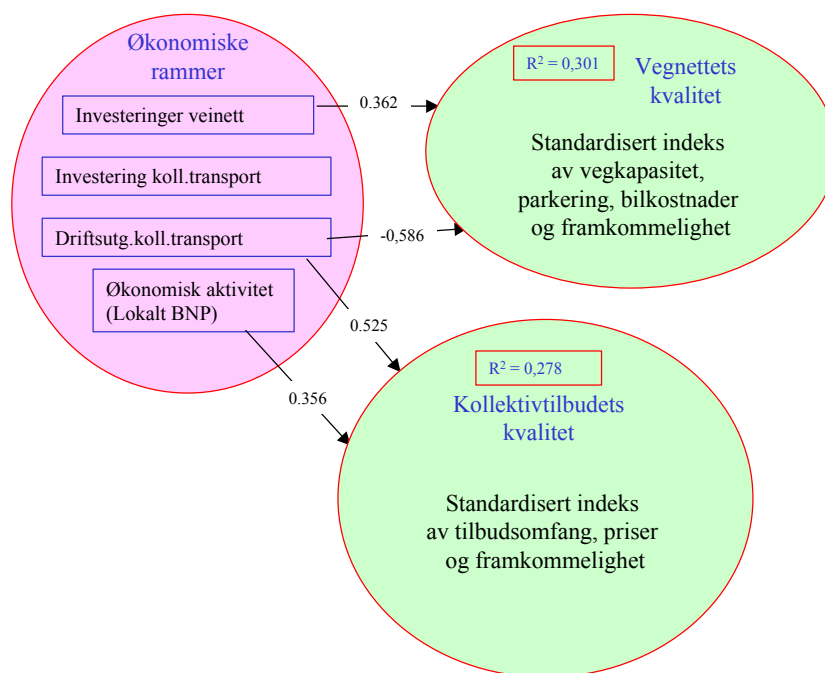 Økonomiske
rammer
Investeringer veinett
Investering koll.transport
Driftsutg.koll.transport
Økonomisk aktivitet
(Lokalt BNP)
0.362
-0,586
0.525
0.356
R² = 0,301
Vegnettets
kvalitet
Standardisert indeks
av vegkapasitet,
parkering, bilkostnader
og framkommelighet
R² = 0,278
Kollektivtilbudets
kvalitet
Standardisert indeks
av tilbudsomfang, priser
og framkommelighet